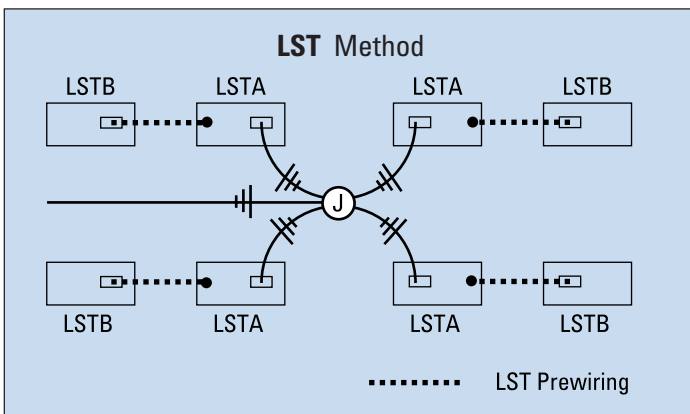 LST Method
LSTB LSTA LSTA LSTB
J
LSTB LSTA LSTA LSTB
LST Prewiring